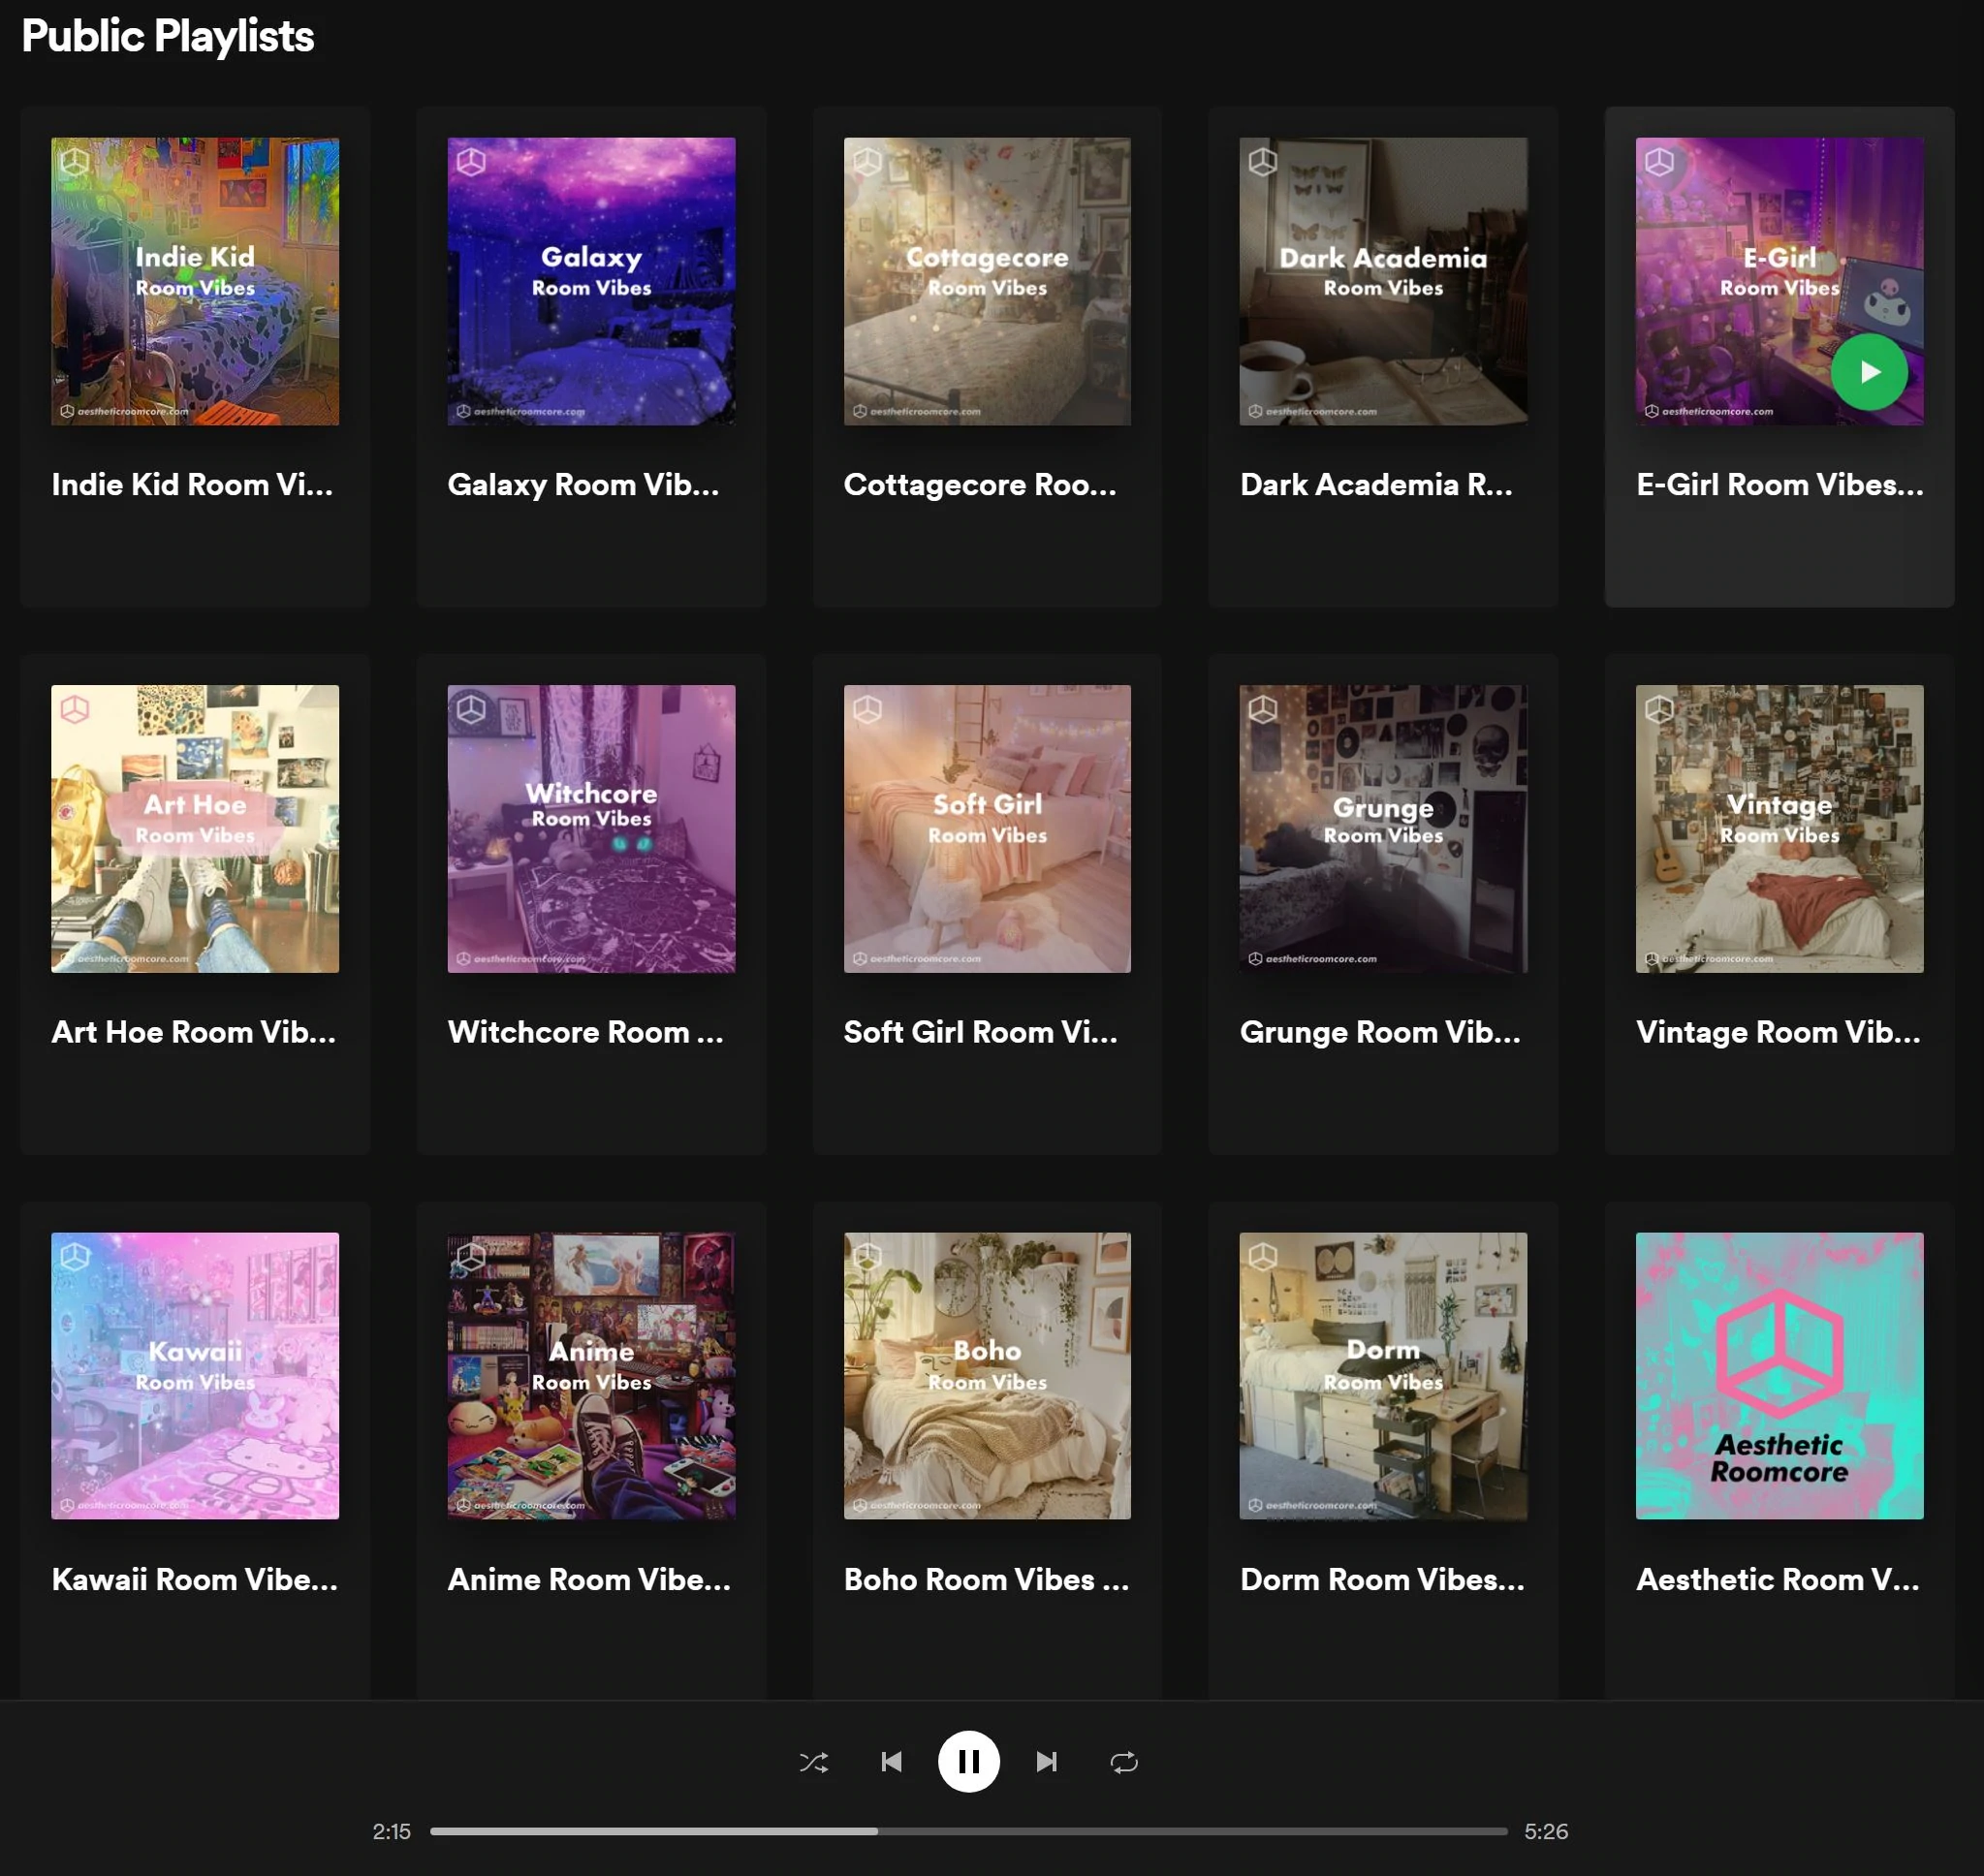 Public Playlists
Indie Kid
Room Vibes
aestheticroomcore.com
Galaxy
Room Vibes
aestheticroomcore.com
Cottagecore
Room Vibes
aestheticroomcore.com
Dark Academia
Room Vibes
aestheticroomcore.com
E-Girl
Room Vibes
aestheticroomcore.com
Indie Kid Room Vi...
Galaxy Room Vib...
Cottagecore Roo...
Dark Academia R...
E-Girl Room Vibes...
Art Hoe
Room Vibes
aestheticroomcore.com
Witchcore
Room Vibes
aestheticroomcore.com
Soft Girl
Room Vibes
aestheticroomcore.com
Grunge
Room Vibes
aestheticroomcore.com
Vintage
Room Vibes
aestheticroomcore.com
Art Hoe Room Vib...
Witchcore Room ...
Soft Girl Room Vi...
Grunge Room Vib...
Vintage Room Vib...
Kawaii
Room Vibes
aestheticroomcore.com
Anime
Room Vibes
aestheticroomcore.com
Boho
Room Vibes
aestheticroomcore.com
Dorm
Room Vibes
aestheticroomcore.com
Aesthetic
Roomcore
Kawaii Room Vibe...
Anime Room Vibe...
Boho Room Vibes ...
Dorm Room Vibes...
Aesthetic Room V...
2:15
5:26